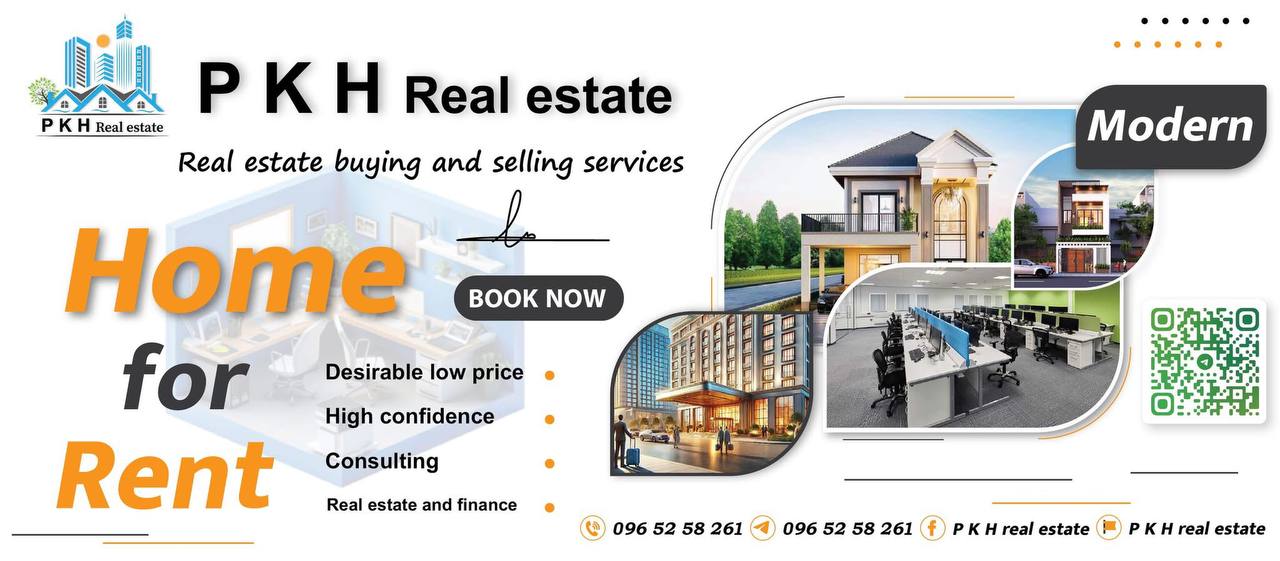 P K H Real estate
P K H Real estate
Real estate buying and selling services
Modern
Home
for
Rent
BOOK NOW
Desirable low price
High confidence
Consulting
Real estate and finance
096 52 58 261
096 52 58 261
P K H real estate
P K H real estate